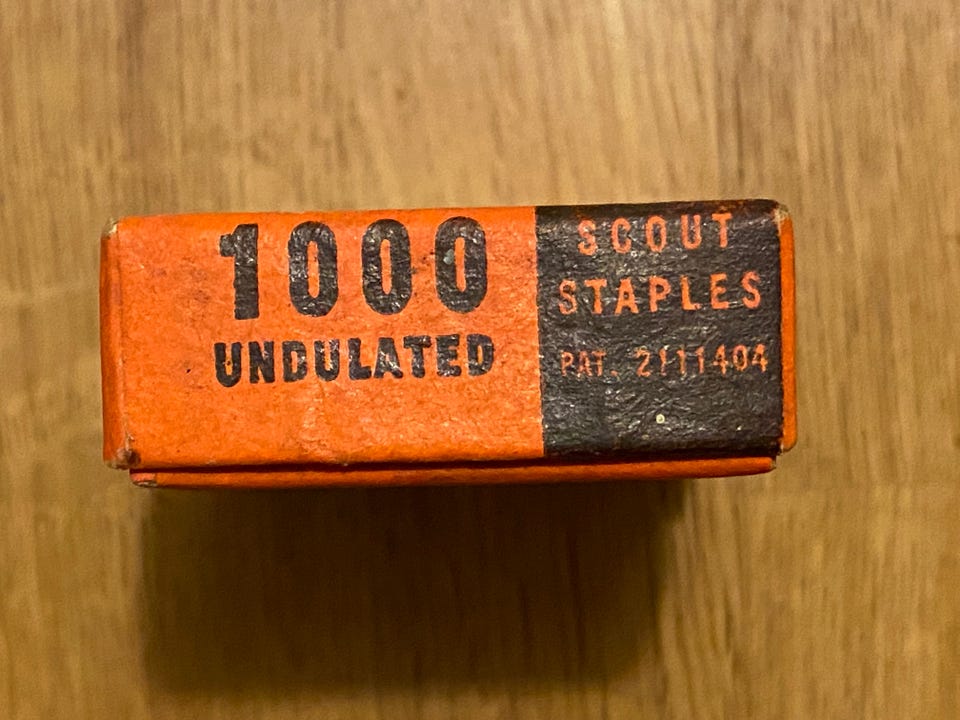 1000
UNDULATED
SCOUT
STAPLES
PAT. 2111404